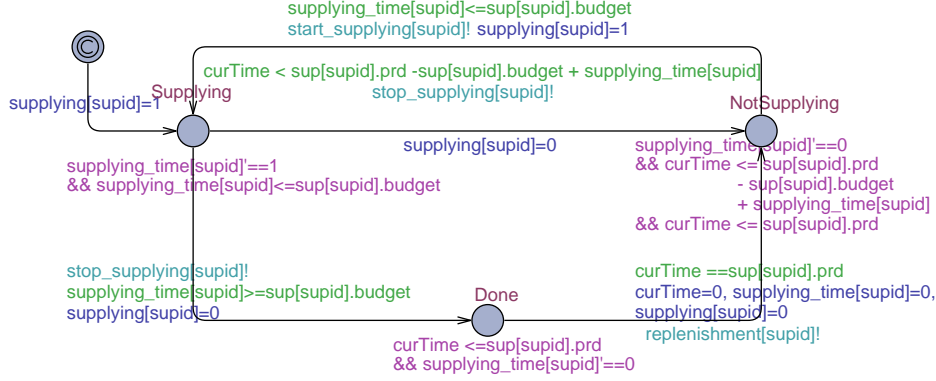 supplying_time[supid]<=sup[supid].budget
start_supplying[supid]! supplying[supid]=1
curTime < sup[supid].prd -sup[supid].budget + supplying_time[supid]
stop_supplying[supid]!
Supplying
supplying[supid]=1
NotSupplying
supplying[supid]=0
supplying_time[supid]'==1
&& supplying_time[supid]<=sup[supid].budget
supplying_time[supid]'==0
&& curTime <= sup[supid].prd
- sup[supid].budget
+ supplying_time[supid]
&& curTime <= sup[supid].prd
stop_supplying[supid]!
supplying_time[supid]>=sup[supid].budget
supplying[supid]=0
Done
curTime <=sup[supid].prd
&& supplying_time[supid]'==0
curTime ==sup[supid].prd
curTime=0, supplying_time[supid]=0,
supplying[supid]=0
replenishment[supid]!